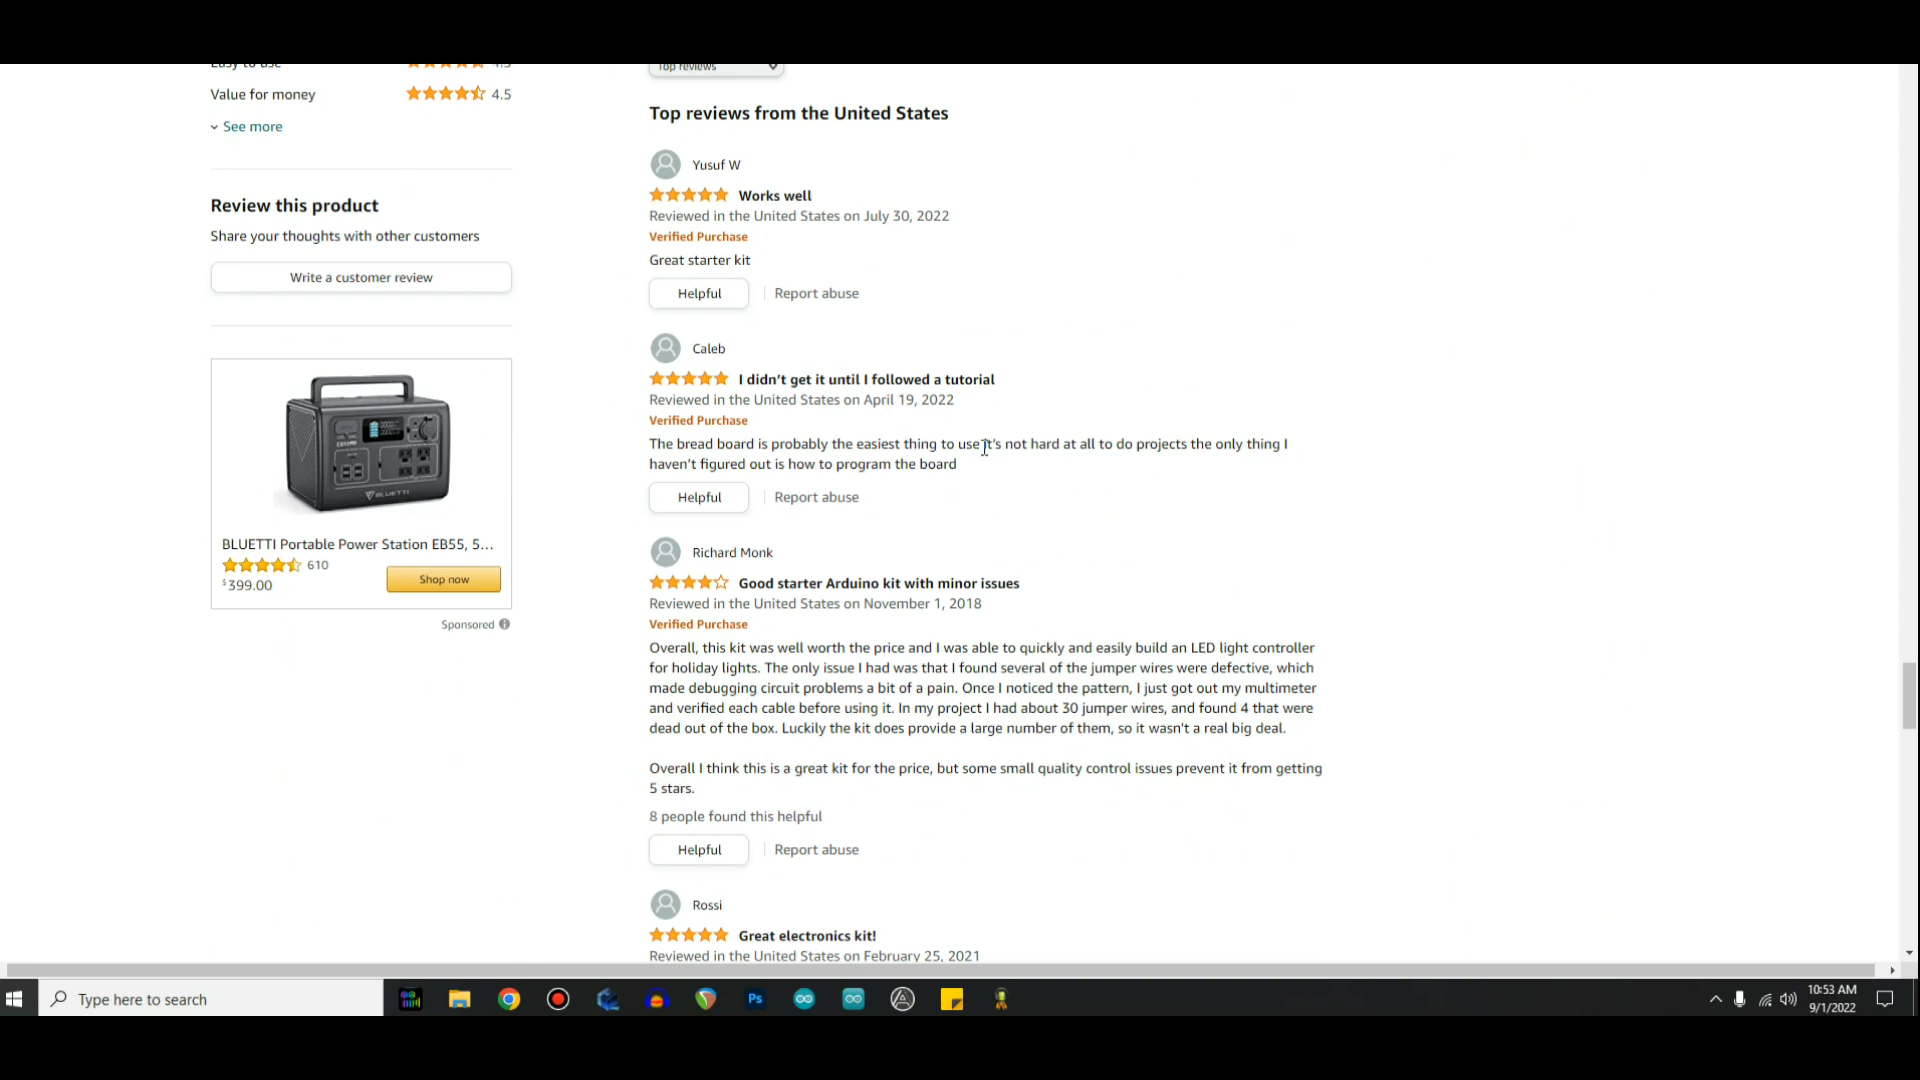 Easy to use 4.5
Top reviews
Value for money 4.5
See more
Review this product
Share your thoughts with other customers
Write a customer review
BLUETTI
BLUETTI Portable Power Station EB55, 5...
610
$399.00
Shop now
Sponsored
Top reviews from the United States
Yusuf W
Works well
Reviewed in the United States on July 30, 2022
Verified Purchase
Great starter kit
Helpful
Report abuse
Caleb
I didn't get it until I followed a tutorial
Reviewed in the United States on April 19, 2022
Verified Purchase
The bread board is probably the easiest thing to use it's not hard at all to do projects the only thing I
haven't figured out is how to program the board
Helpful
Report abuse
Richard Monk
Good starter Arduino kit with minor issues
Reviewed in the United States on November 1, 2018
Verified Purchase
Overall, this kit was well worth the price and I was able to quickly and easily build an LED light controller
for holiday lights. The only issue I had was that I found several of the jumper wires were defective, which
made debugging circuit problems a bit of a pain. Once I noticed the pattern, I just got out my multimeter
and verified each cable before using it. In my project I had about 30 jumper wires, and found 4 that were
dead out of the box. Luckily the kit does provide a large number of them, so it wasn't a real big deal.
Overall I think this is a great kit for the price, but some small quality control issues prevent it from getting
5 stars.
8 people found this helpful
Helpful
Report abuse
Rossi
Great electronics kit!
Reviewed in the United States on February 25, 2021
Type here to search
Ps
10:53 AM
9/1/2022